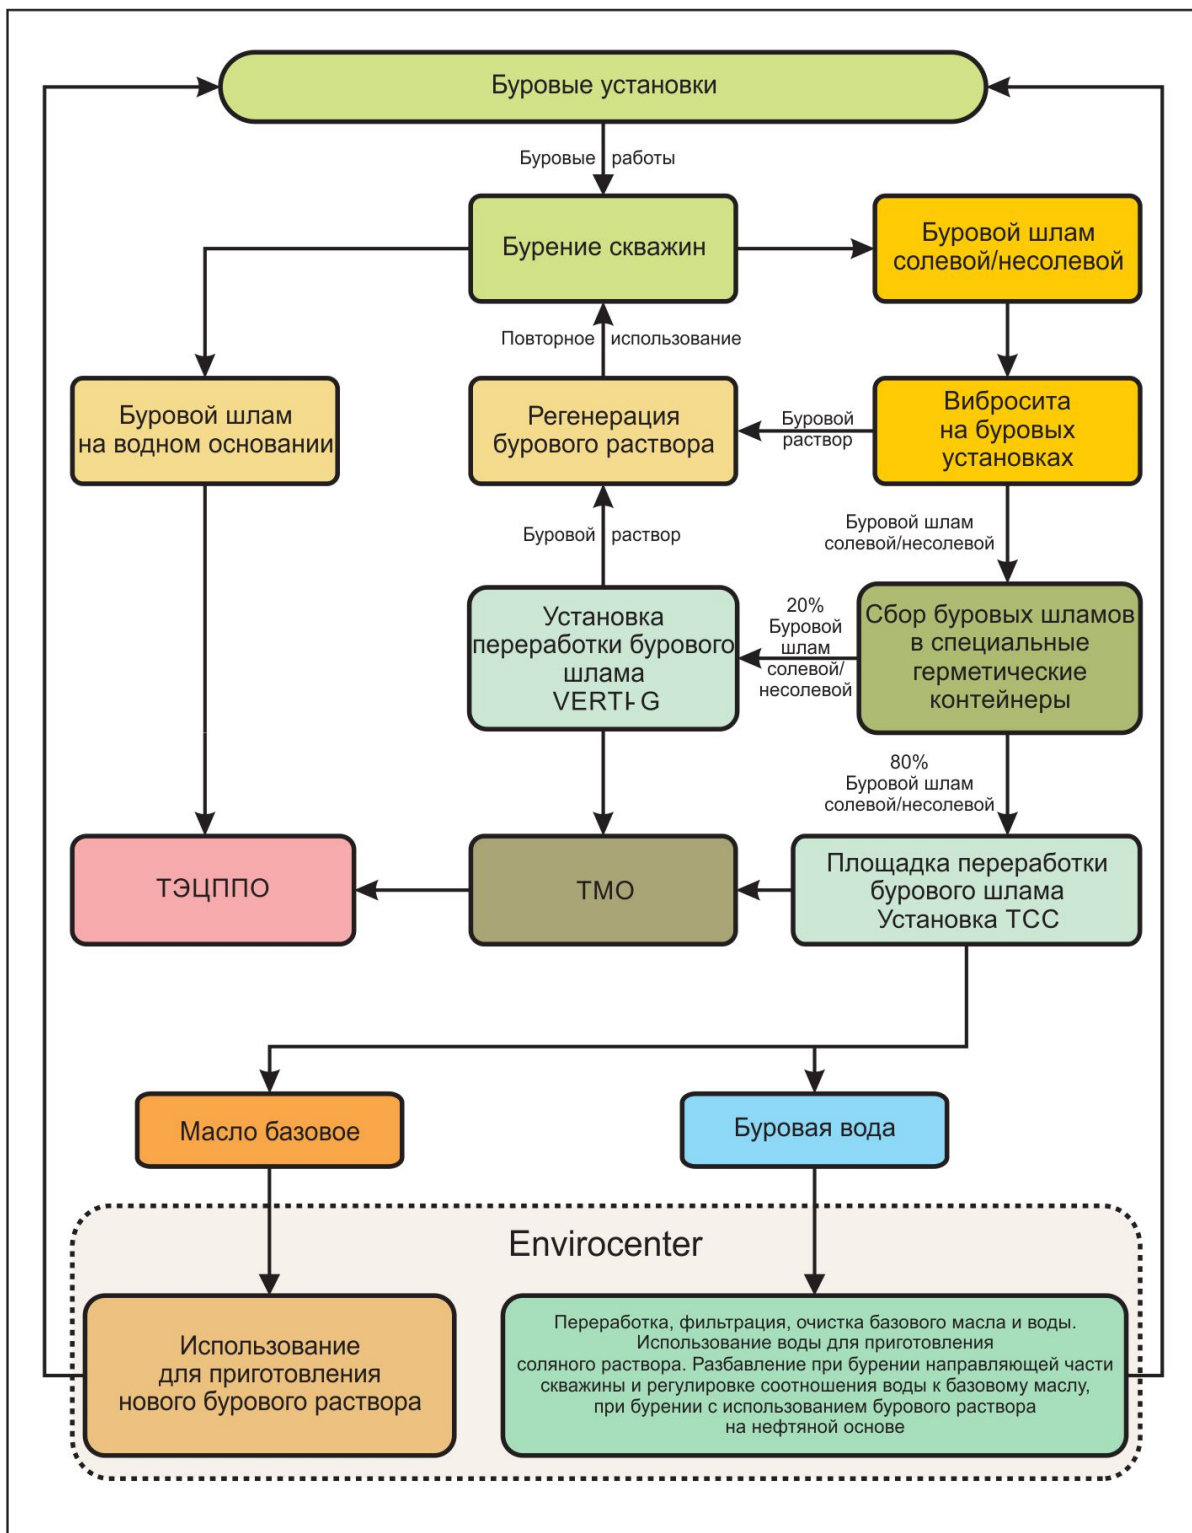 Буровые установки
Буровые работы
Бурение скважин
Буровой шлам
солевой/несолевой
Повторное использование
Буровой шлам
на водном основании
Регенерация
бурового раствора
Буровой
раствор
Вибросита
на буровых
установках
Буровой раствор
Буровой шлам
солевой/несолевой
Установка
переработки бурового
шлама
VERTI-G
20%
Буровой
шлам
солевой/
несолевой
Сбор буровых шламов
в специальные
герметические
контейнеры
80%
Буровой шлам
солевой/несолевой
ТЭЦППО
ТМО
Площадка переработки
бурового шлама
Установка ТСС
Масло базовое
Буровая вода
Envirocenter
Использование
для приготовления
нового бурового раствора
Переработка, фильтрация, очистка базового масла и воды.
Использование воды для приготовления
соляного раствора. Разбавление при бурении направляющей части
скважины и регулировке соотношения воды к базовому маслу,
при бурении с использованием бурового раствора
на нефтяной основе